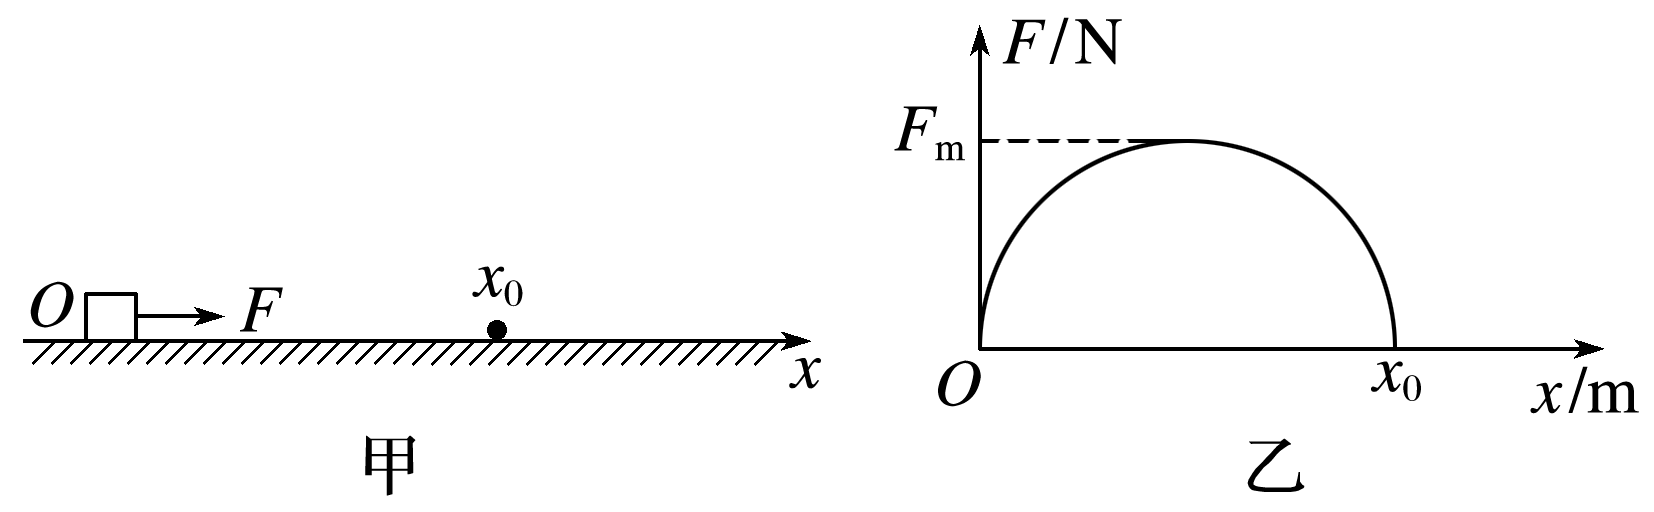 O
F
x₀
x
甲
F/N
Fₘ
O
x₀
x/m
乙